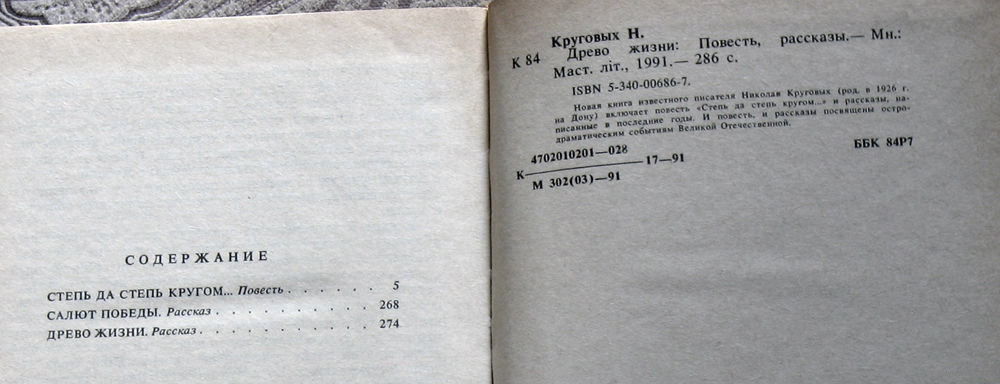 СОДЕРЖАНИЕ
СТЕПЬ ДА СТЕПЬ КРУГОМ... Повесть . . . . . . 5
САЛЮТ ПОБЕДЫ. Рассказ . . . . . . . . . . 268
ДРЕВО ЖИЗНИ. Рассказ . . . . . . . . . . . 274
Круговых Н.
К 84 Древо жизни: Повесть, рассказы.— Мн.:
Маст. літ., 1991.— 286 с.
ISBN 5-340-00686-7.
Новая книга известного писателя Николая Круговых (род. в 1926 г.
на Дону) включает повесть «Степь да степь кругом...» и рассказы, на-
писанные в последние годы. И повесть, и рассказы посвящены остро-
драматическим событиям Великой Отечественной.
4702010201—028
К———17—91
М 302(03)—91
ББК 84Р7